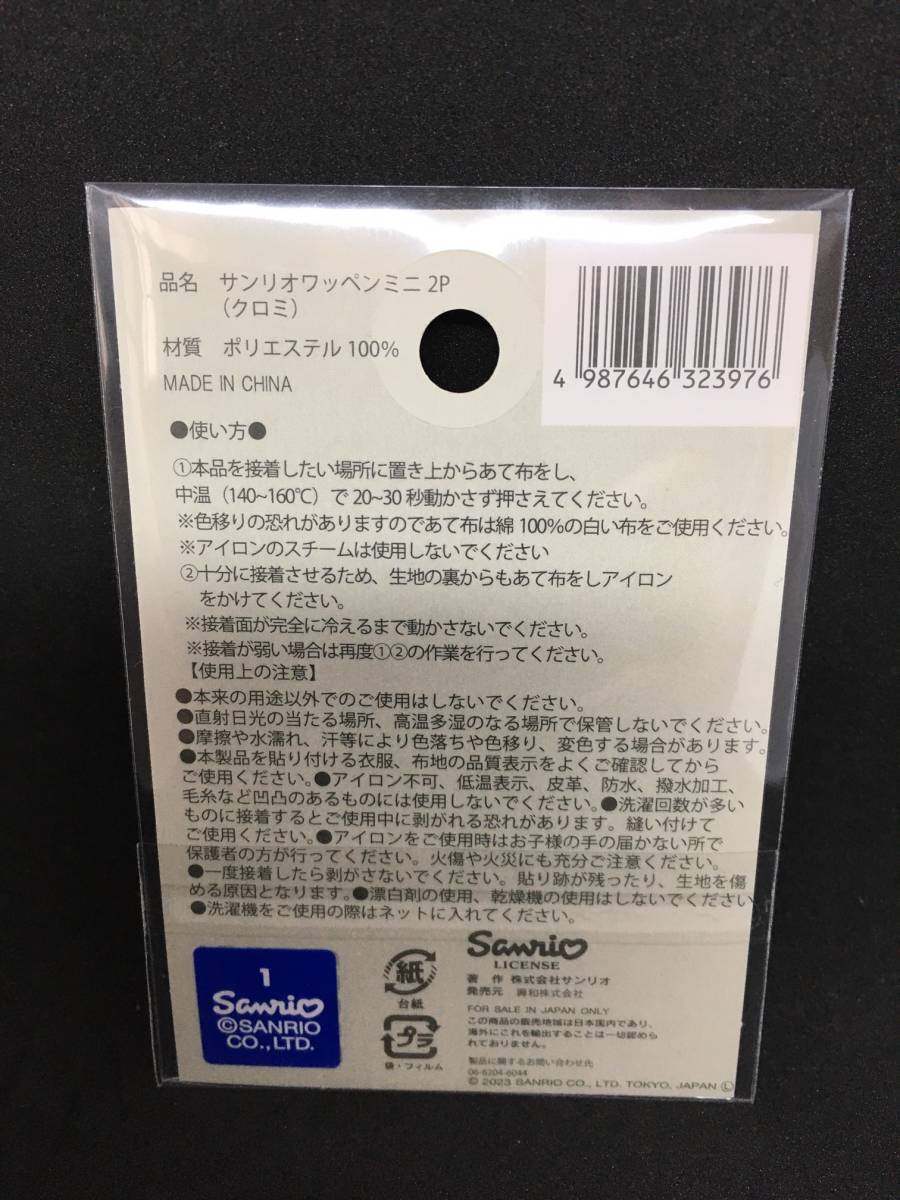 品名 サンリオワッペンミニ 2P
（クロミ）
材質 ポリエステル 100%
MADE IN CHINA
4 987646 323976
●使い方●
①本品を接着したい場所に置き上からあて布をし、
中温（140~160℃）で 20~30 秒動かさず押さえてください。
※色移りの恐れがありますのであて布は綿 100%の白い布をご使用ください。
※アイロンのスチームは使用しないでください
②十分に接着させるため、生地の裏からもあて布をしアイロン
をかけてください。
※接着面が完全に冷えるまで動かさないでください。
※接着が弱い場合は再度①②の作業を行ってください。
【使用上の注意】
●本来の用途以外でのご使用はしないでください。
●直射日光の当たる場所、高温多湿のなる場所で保管しないでください。
●摩擦や水濡れ、汗等により色落ちや色移り、変色する場合があります。
●本製品を貼り付ける衣服、布地の品質表示をよくご確認してから
ご使用ください。●アイロン不可、低温表示、皮革、防水、撥水加工、
毛糸など凹凸のあるものには使用しないでください。●洗濯回数が多い
ものに接着するとご使用中に剥がれる恐れがあります。縫い付けて
ご使用ください。●アイロンをご使用時はお子様の手の届かない所で
保護者の方が行ってください。火傷や火災にも充分ご注意ください。
●一度接着したら剥がさないでください。貼り跡が残ったり、生地を傷
める原因となります。●漂白剤の使用、乾燥機の使用はしないでください
●洗濯機をご使用の際はネットに入れてください。
1
Sanrio
©SANRIO
CO.,LTD.
紙
台紙
プラ
袋・フィルム
Sanrio
LICENSE
著 作 株式会社サンリオ
発売元 興和株式会社
FOR SALE IN JAPAN ONLY
この商品の販売地域は日本国内であり、
海外にこれを輸出することは一切認めら
れておりません。
製品に関するお問い合わせ先
06-6204-6044
© 2023 SANRIO CO., LTD. TOKYO, JAPAN Ⓛ